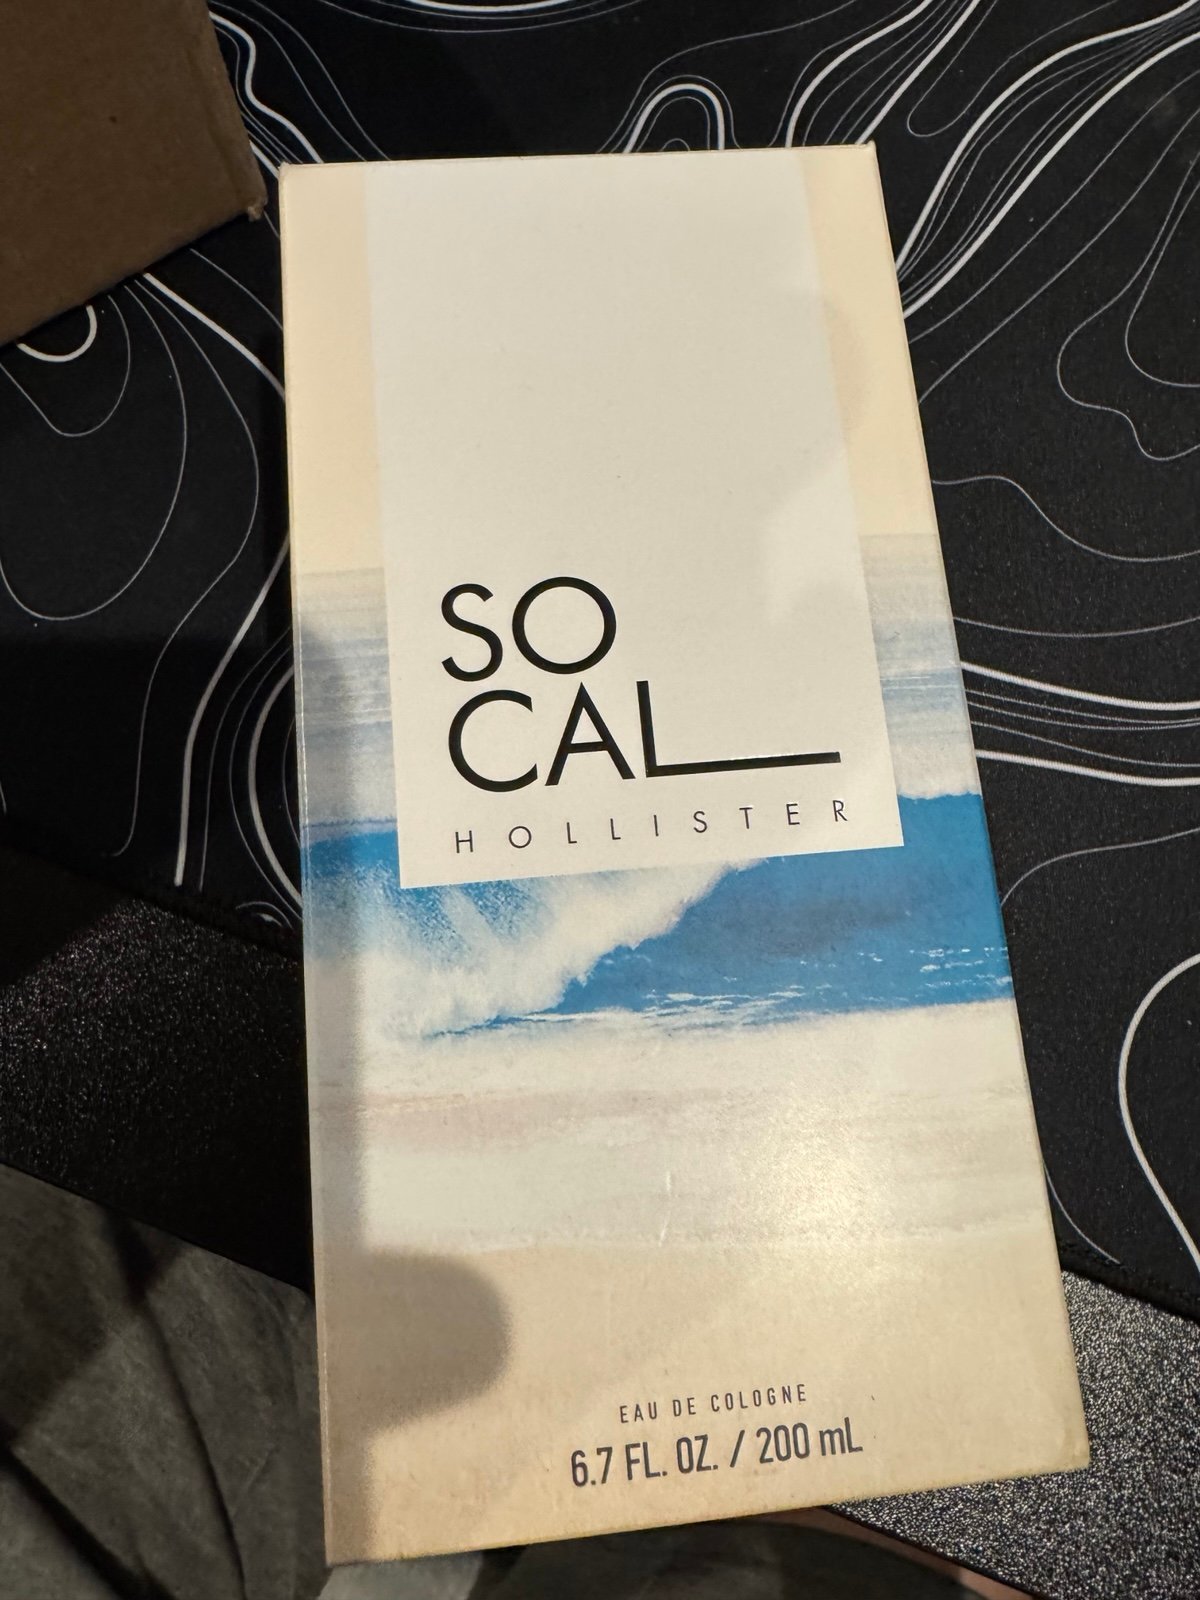 SO
CAL
HOLLISTER
EAU DE COLOGNE
6.7 FL. OZ. / 200 mL